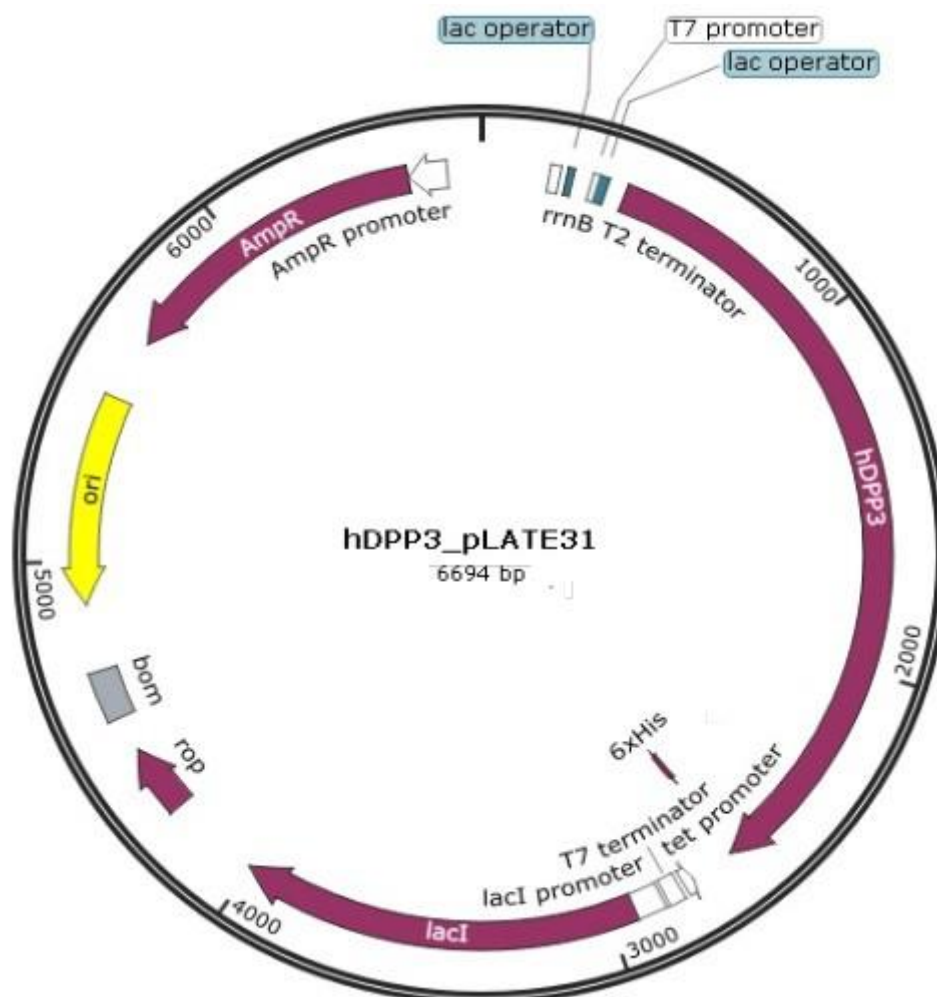 lac operator
T7 promoter
lac operator
rrnB T2 terminator
1000
hDPP3
2000
6xHis
tet promoter
T7 terminator
lacI promoter
3000
lacI
4000
rop
bom
5000
ori
6000
AmpR
AmpR promoter
hDPP3_pLATE31
6694 bp